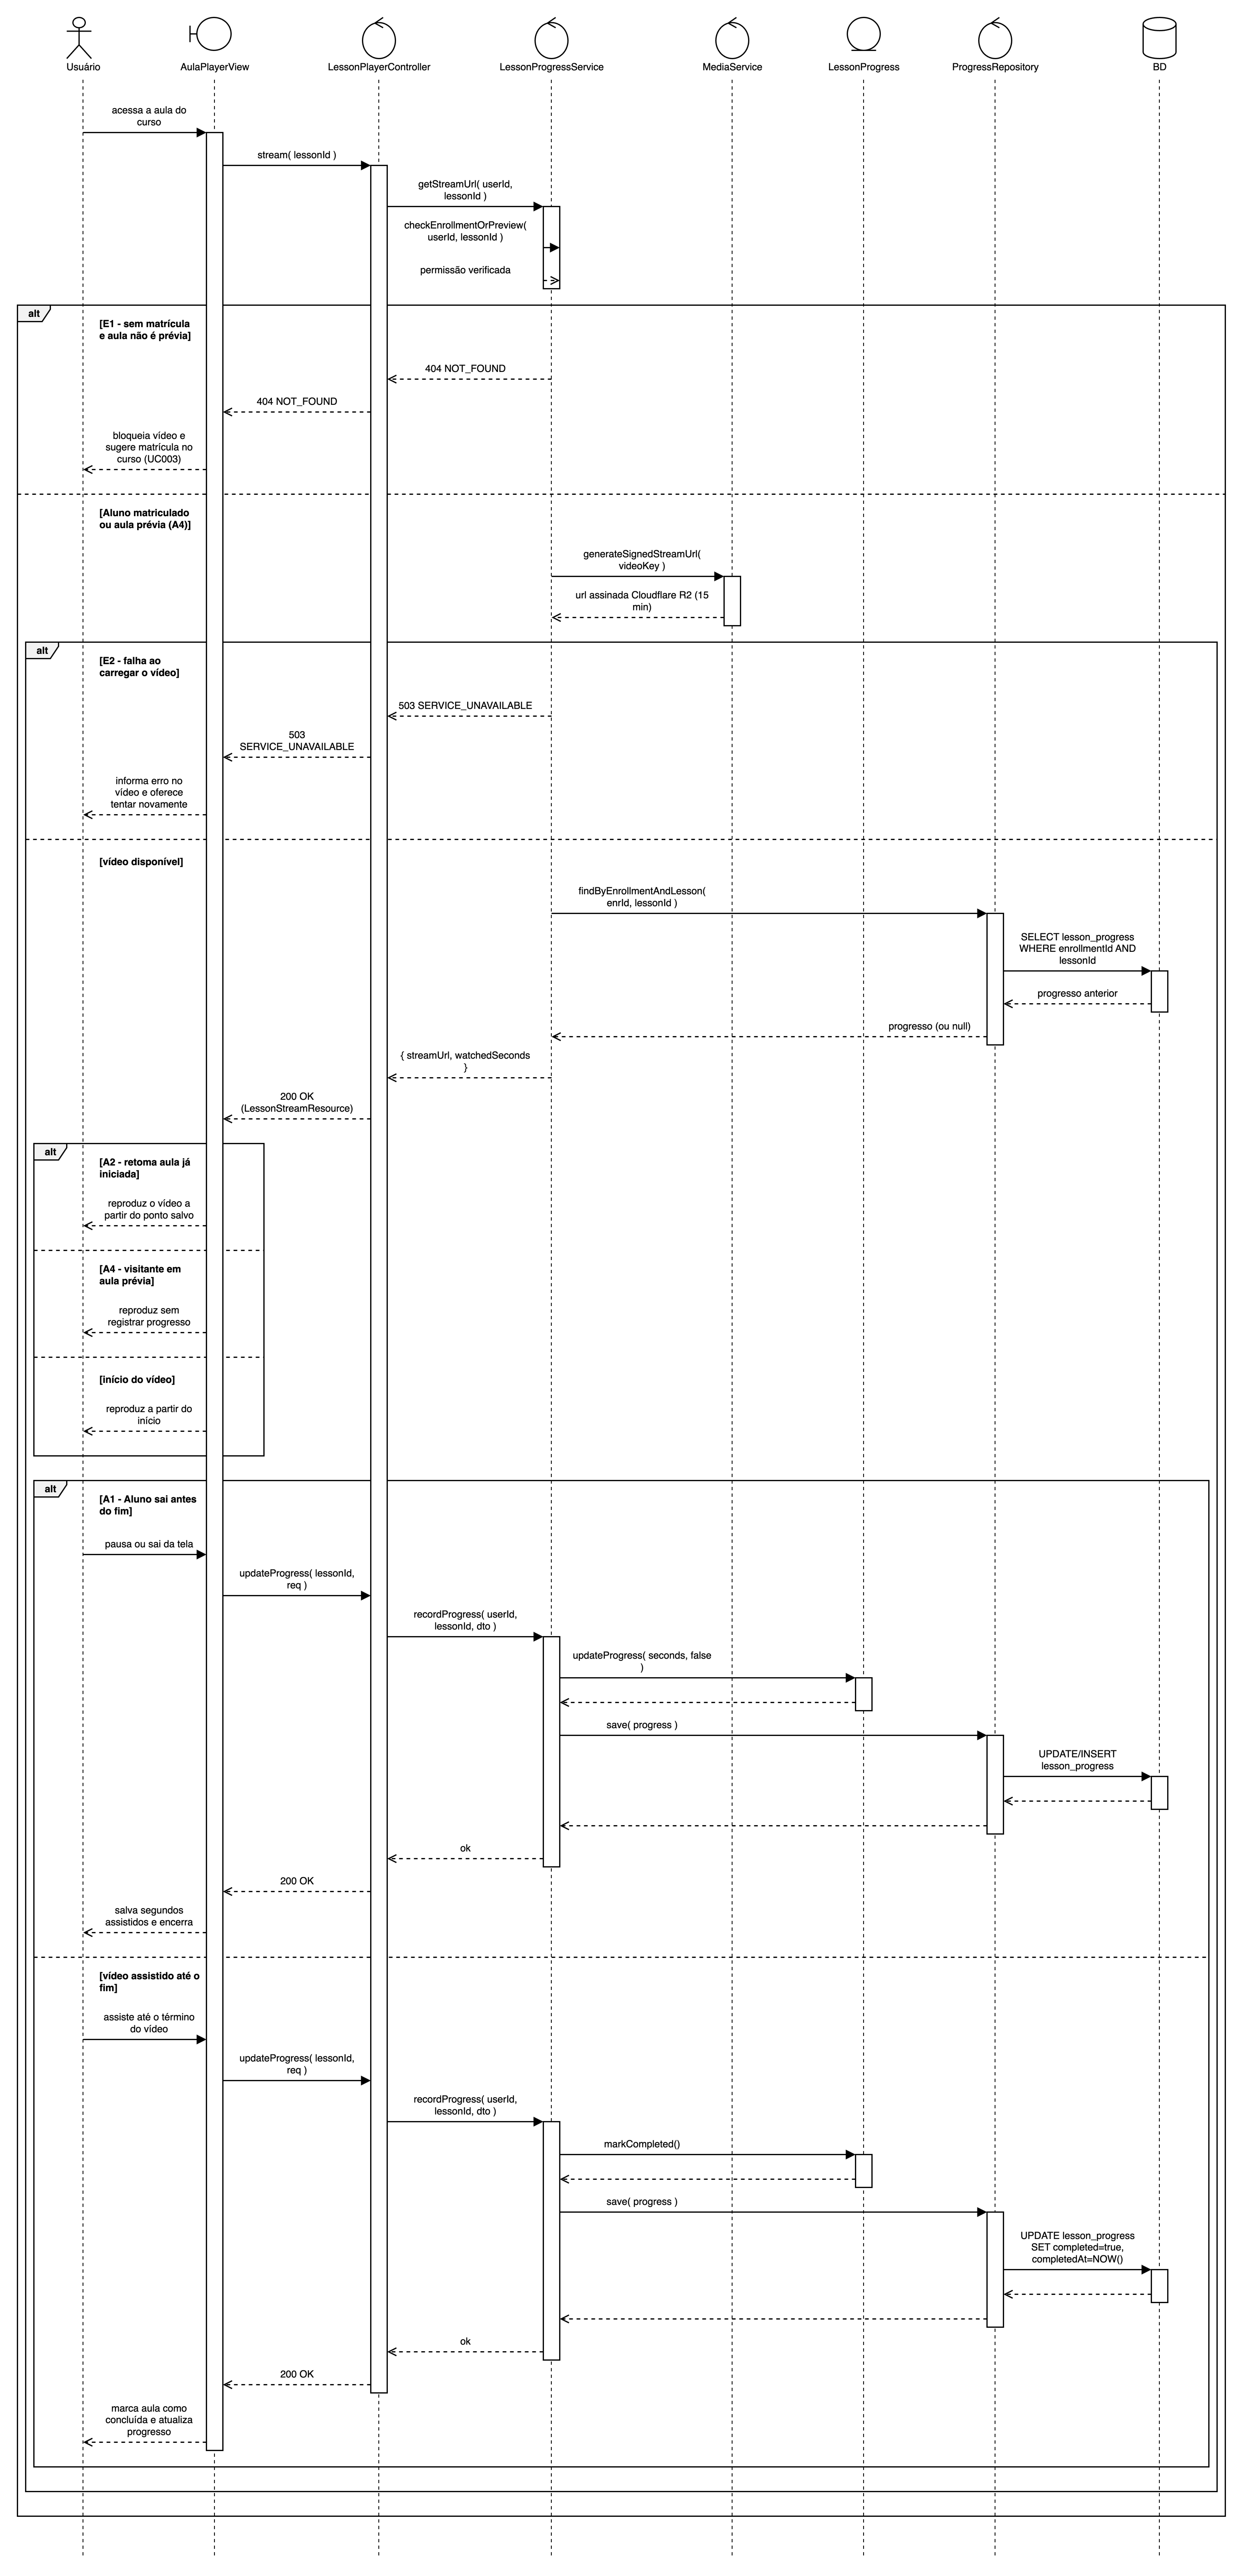 Usuário
AulaPlayerView
LessonPlayerController
LessonProgressService
MediaService
LessonProgress
ProgressRepository
BD
acessa a aula do
curso
stream( lessonId )
getStreamUrl( userId,
lessonId )
checkEnrollmentOrPreview(
userId, lessonId )
permissão verificada
alt
[E1 - sem matrícula
e aula não é prévia]
404 NOT_FOUND
404 NOT_FOUND
bloqueia vídeo e
sugere matrícula no
curso (UC003)
[Aluno matriculado
ou aula prévia (A4)]
generateSignedStreamUrl(
videoKey )
url assinada Cloudflare R2 (15
min)
alt
[E2 - falha ao
carregar o vídeo]
503 SERVICE_UNAVAILABLE
503
SERVICE_UNAVAILABLE
informa erro no
vídeo e oferece
tentar novamente
[vídeo disponível]
findByEnrollmentAndLesson(
enrId, lessonId )
SELECT lesson_progress
WHERE enrollmentId AND
lessonId
progresso anterior
progresso (ou null)
{ streamUrl, watchedSeconds
}
200 OK
(LessonStreamResource)
alt
[A2 - retoma aula já
iniciada]
reproduz o vídeo a
partir do ponto salvo
[A4 - visitante em
aula prévia]
reproduz sem
registrar progresso
[início do vídeo]
reproduz a partir do
início
alt
[A1 - Aluno sai antes
do fim]
pausa ou sai da tela
updateProgress( lessonId,
req )
recordProgress( userId,
lessonId, dto )
updateProgress( seconds, false
)
save( progress )
UPDATE/INSERT
lesson_progress
ok
200 OK
salva segundos
assistidos e encerra
[vídeo assistido até o
fim]
assiste até o término
do vídeo
updateProgress( lessonId,
req )
recordProgress( userId,
lessonId, dto )
markCompleted()
save( progress )
UPDATE lesson_progress
SET completed=true,
completedAt=NOW()
ok
200 OK
marca aula como
concluída e atualiza
progresso